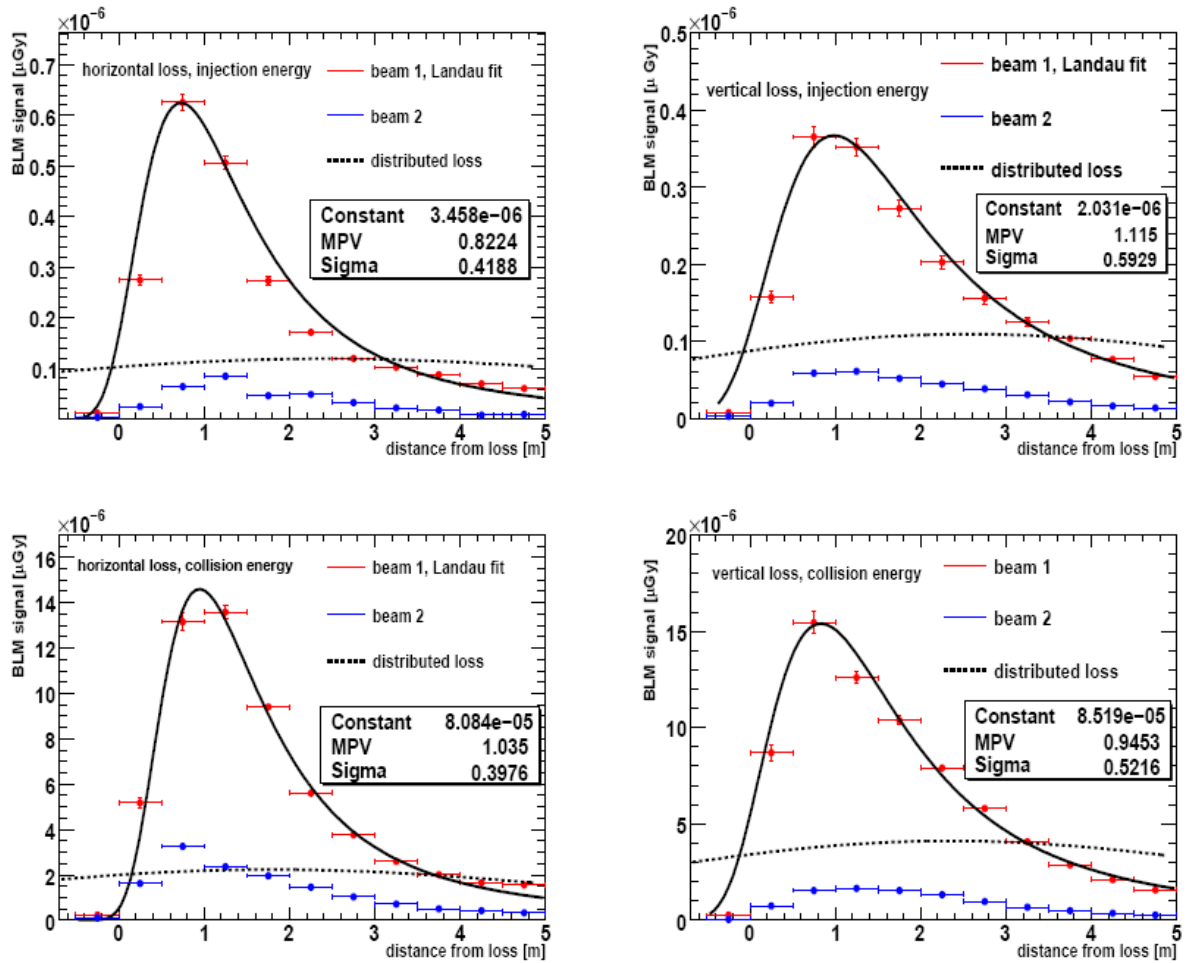 ×10⁻⁶
BLM signal [μGy]
0.7
0.6
0.5
0.4
0.3
0.2
0.1
horizontal loss, injection energy
beam 1, Landau fit
beam 2
distributed loss
Constant 3.458e−06
MPV 0.8224
Sigma 0.4188
0 1 2 3 4 5
distance from loss [m]
×10⁻⁶
BLM signal [μ Gy]
0.5
0.4
0.3
0.2
0.1
0
vertical loss, injection energy
beam 1, Landau fit
beam 2
distributed loss
Constant 2.031e−06
MPV 1.115
Sigma 0.5929
0 1 2 3 4 5
distance from loss [m]
×10⁻⁶
BLM signal [μGy]
16
14
12
10
8
6
4
2
0
horizontal loss, collision energy
beam 1, Landau fit
beam 2
distributed loss
Constant 8.084e−05
MPV 1.035
Sigma 0.3976
0 1 2 3 4 5
distance from loss [m]
×10⁻⁶
BLM signal [μGy]
20
15
10
5
0
vertical loss, collision energy
beam 1
beam 2
distributed loss
Constant 8.519e−05
MPV 0.9453
Sigma 0.5216
0 1 2 3 4 5
distance from loss [m]